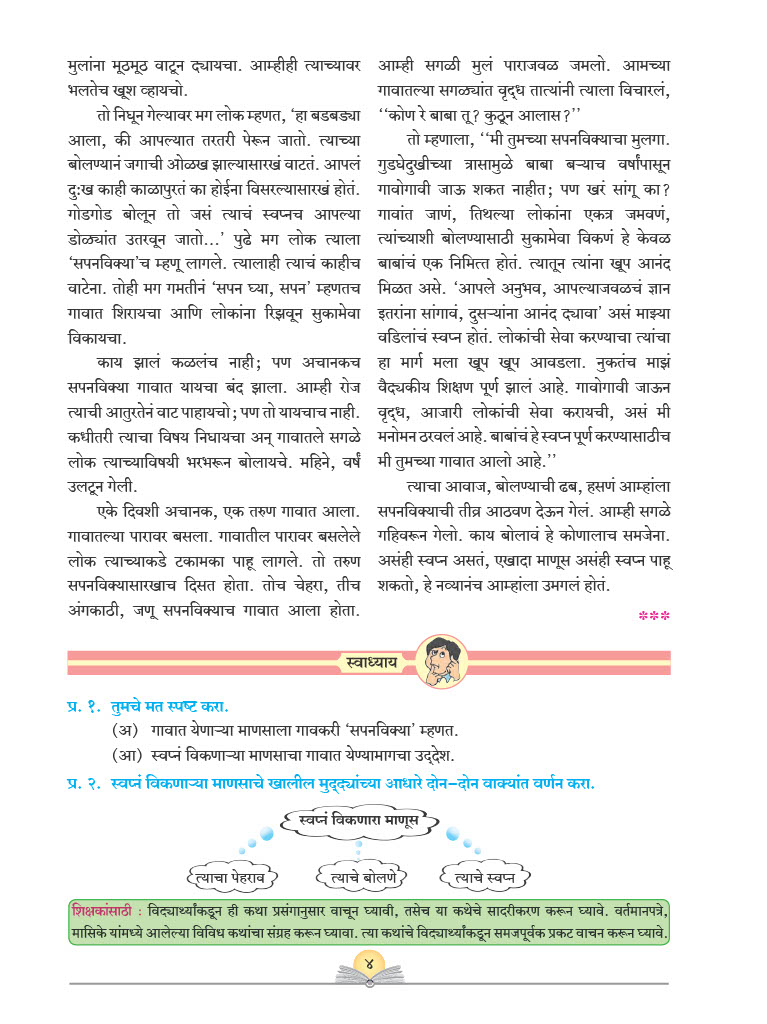 मुलांना मूठमूठ वाटून द्यायचा. आम्हीही त्याच्यावर
भलतेच खूश व्हायचो.
तो निघून गेल्यावर मग लोक म्हणत, ‘हा बडबड्या
आला, की आपल्यात तरतरी पेरून जातो. त्याच्या
बोलण्यानं जगाची ओळख झाल्यासारखं वाटतं. आपलं
दुःख काही काळापुरतं का होईना विसरल्यासारखं होतं.
गोडगोड बोलून तो जसं त्याचं स्वप्नच आपल्या
डोळ्यांत उतरवून जातो...’ पुढे मग लोक त्याला
‘सपनविक्या’च म्हणू लागले. त्यालाही त्याचं काहीच
वाटेना. तोही मग गमतीनं ‘सपन घ्या, सपन’ म्हणतच
गावात शिरायचा आणि लोकांना रिझवून सुकामेवा
विकायचा.
काय झालं कळलंच नाही; पण अचानकच
सपनविक्या गावात यायचा बंद झाला. आम्ही रोज
त्याची आतुरतेनं वाट पाहायचो; पण तो यायचाच नाही.
कधीतरी त्याचा विषय निघायचा अन् गावातले सगळे
लोक त्याच्याविषयी भरभरून बोलायचे. महिने, वर्षं
उलटून गेली.
एके दिवशी अचानक, एक तरुण गावात आला.
गावातल्या पारावर बसला. गावातील पारावर बसलेले
लोक त्याच्याकडे टकामका पाहू लागले. तो तरुण
सपनविक्यासारखाच दिसत होता. तोच चेहरा, तीच
अंगकाठी, जणू सपनविक्याच गावात आला होता.
आम्ही सगळी मुलं पाराजवळ जमलो. आमच्या
गावातल्या सगळ्यांत वृद्ध तात्यांनी त्याला विचारलं,
‘‘कोण रे बाबा तू? कुठून आलास?’’
तो म्हणाला, ‘‘मी तुमच्या सपनविक्याचा मुलगा.
गुडघेदुखीच्या त्रासामुळे बाबा बऱ्याच वर्षांपासून
गावोगावी जाऊ शकत नाहीत; पण खरं सांगू का?
गावांत जाणं, तिथल्या लोकांना एकत्र जमवणं,
त्यांच्याशी बोलण्यासाठी सुकामेवा विकणं हे केवळ
बाबांचं एक निमित्त होतं. त्यातून त्यांना खूप आनंद
मिळत असे. ‘आपले अनुभव, आपल्याजवळचं ज्ञान
इतरांना सांगावं, दुसऱ्यांना आनंद द्यावा’ असं माझ्या
वडिलांचं स्वप्न होतं. लोकांची सेवा करण्याचा त्यांचा
हा मार्ग मला खूप खूप आवडला. नुकतंच माझं
वैद्यकीय शिक्षण पूर्ण झालं आहे. गावोगावी जाऊन
वृद्ध, आजारी लोकांची सेवा करायची, असं मी
मनोमन ठरवलं आहे. बाबांचं हे स्वप्न पूर्ण करण्यासाठीच
मी तुमच्या गावात आलो आहे.’’
त्याचा आवाज, बोलण्याची ढब, हसणं आम्हांला
सपनविक्याची तीव्र आठवण देऊन गेलं. आम्ही सगळे
गहिवरून गेलो. काय बोलावं हे कोणालाच समजेना.
असंही स्वप्न असतं, एखादा माणूस असंही स्वप्न पाहू
शकतो, हे नव्यानंच आम्हांला उमगलं होतं.
***
स्वाध्याय
प्र. १. तुमचे मत स्पष्ट करा.
(अ) गावात येणाऱ्या माणसाला गावकरी ‘सपनविक्या’ म्हणत.
(आ) स्वप्नं विकणाऱ्या माणसाचा गावात येण्यामागचा उद्देश.
प्र. २. स्वप्नं विकणाऱ्या माणसाचे खालील मुद्द्यांच्या आधारे दोन-दोन वाक्यांत वर्णन करा.
स्वप्नं विकणारा माणूस
त्याचा पेहराव त्याचे बोलणे त्याचे स्वप्न
शिक्षकांसाठी : विद्यार्थ्यांकडून ही कथा प्रसंगानुसार वाचून घ्यावी, तसेच या कथेचे सादरीकरण करून घ्यावे. वर्तमानपत्रे,
मासिके यांमध्ये आलेल्या विविध कथांचा संग्रह करून घ्यावा. त्या कथांचे विद्यार्थ्यांकडून समजपूर्वक प्रकट वाचन करून घ्यावे.
४